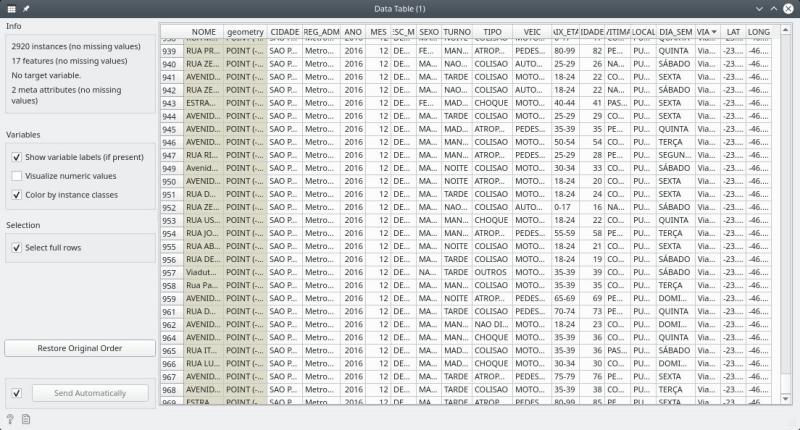 Data Table (1)
Info
2920 instances (no missing values)
17 features (no missing values)
No target variable.
2 meta attributes (no missing
values)
Variables
Show variable labels (if present)
Visualize numeric values
Color by instance classes
Selection
Select full rows
Restore Original Order
Send Automatically
NOME geometry CIDADE REG_ADM ANO MES ESC_M SEXO TURNO TIPO VEIC AIX_ETA IDADE VITIMA LOCAL DIA_SEM VIA LAT LONG
939 RUA PR... POINT (-... SAO P... Metro... 2016 12 DE... FE... MAN... ATROP... PEDES... 80-99 82 PE... PU... QUINTA Via... -23.... -46....
940 RUA ZE... POINT (-... SAO P... Metro... 2016 12 DE... MA... MAN... COLISAO AUTO... 25-29 26 NA... PU... SÁBADO Via... -23.... -46....
941 AVENID... POINT (-... SAO P... Metro... 2016 12 DE... MA... TARDE COLISAO MOTO... 18-24 22 CO... PU... SEXTA Via... -23.... -46....
942 RUA ZE... POINT (-... SAO P... Metro... 2016 12 DE... MA... MAN... COLISAO AUTO... 18-24 22 NA... PU... SÁBADO Via... -23.... -46....
943 ESTRA... POINT (-... SAO P... Metro... 2016 12 DE... FE... MAD... CHOQUE MOTO... 40-44 41 PAS... PU... SEXTA Via... -23.... -46....
944 AVENID... POINT (-... SAO P... Metro... 2016 12 DE... MA... TARDE COLISAO MOTO... 25-29 29 CO... PU... SEXTA Via... -23.... -46....
945 AVENID... POINT (-... SAO P... Metro... 2016 12 DE... MA... MAD... ATROP... PEDES... 35-39 35 PE... PU... QUINTA Via... -23.... -46....
946 AVENID... POINT (-... SAO P... Metro... 2016 12 DE... MA... MAN... COLISAO MOTO... 50-54 54 CO... PU... TERÇA Via... -23.... -46....
947 RUA RI... POINT (-... SAO P... Metro... 2016 12 DE... MA... MAN... ATROP... PEDES... 25-29 28 PE... PU... SEGUN... Via... -23.... -46....
949 Avenid... POINT (-... SAO P... Metro... 2016 12 DE... MA... NOITE COLISAO MOTO... 30-34 33 CO... PU... SÁBADO Via... -23.... -46....
950 AVENID... POINT (-... SAO P... Metro... 2016 12 DE... MA... NOITE ATROP... MOTO... 18-24 20 CO... PU... SEXTA Via... -23.... -46....
951 RUA D... POINT (-... SAO P... Metro... 2016 12 DE... MA... TARDE COLISAO MOTO... 18-24 24 CO... PU... SEXTA Via... -23.... -46....
952 RUA ZE... POINT (-... SAO P... Metro... 2016 12 DE... MA... NAO... COLISAO AUTO... 0-17 16 NA... PU... SÁBADO Via... -23.... -46....
953 RUA US... POINT (-... SAO P... Metro... 2016 12 DE... MA... MAN... CHOQUE MOTO... 18-24 22 CO... PU... QUINTA Via... -23.... -46....
954 RUA JO... POINT (-... SAO P... Metro... 2016 12 DE... MA... MAN... ATROP... PEDES... 55-59 58 PE... PU... TERÇA Via... -23.... -46....
955 RUA AB... POINT (-... SAO P... Metro... 2016 12 DE... MA... NOITE COLISAO MOTO... 18-24 21 CO... PU... SEXTA Via... -23.... -46....
956 RUA DE... POINT (-... SAO P... Metro... 2016 12 DE... MA... TARDE COLISAO MOTO... 18-24 19 CO... PU... SÁBADO Via... -23.... -46....
957 Viadut... POINT (-... SAO P... Metro... 2016 12 DE... NA... TARDE OUTROS MOTO... 35-39 39 CO... PU... SÁBADO Via... -23.... -46....
958 Rua Pa... POINT (-... SAO P... Metro... 2016 12 DE... MA... MAN... COLISAO MOTO... 35-39 35 CO... PU... TERÇA Via... -23.... -46....
959 AVENID... POINT (-... SAO P... Metro... 2016 12 DE... MA... NOITE ATROP... PEDES... 65-69 69 PE... PU... DOMI... Via... -23.... -46....
961 RUA D... POINT (-... SAO P... Metro... 2016 12 DE... MA... TARDE COLISAO PEDES... 70-74 73 PE... PU... QUINTA Via... -23.... -46....
962 AVENID... POINT (-... SAO P... Metro... 2016 12 DE... MA... MAN... NAO DI... MOTO... 18-24 23 CO... PU... DOMI... Via... -23.... -46....
964 AVENID... POINT (-... SAO P... Metro... 2016 12 DE... MA... MAN... CHOQUE MOTO... 35-39 36 CO... PU... QUINTA Via... -23.... -46....
965 RUA IT... POINT (-... SAO P... Metro... 2016 12 DE... MA... MAD... COLISAO MOTO... 35-39 36 PAS... PU... SÁBADO Via... -23.... -46....
966 RUA LU... POINT (-... SAO P... Metro... 2016 12 DE... MA... MAD... CHOQUE MOTO... 30-34 30 CO... PU... DOMI... Via... -23.... -46....
967 AVENID... POINT (-... SAO P... Metro... 2016 12 DE... MA... TARDE ATROP... PEDES... 75-79 76 PE... PU... SEXTA Via... -23.... -46....
968 AVENID... POINT (-... SAO P... Metro... 2016 12 DE... MA... TARDE COLISAO MOTO... 35-39 38 CO... PU... TERÇA Via... -23.... -46....